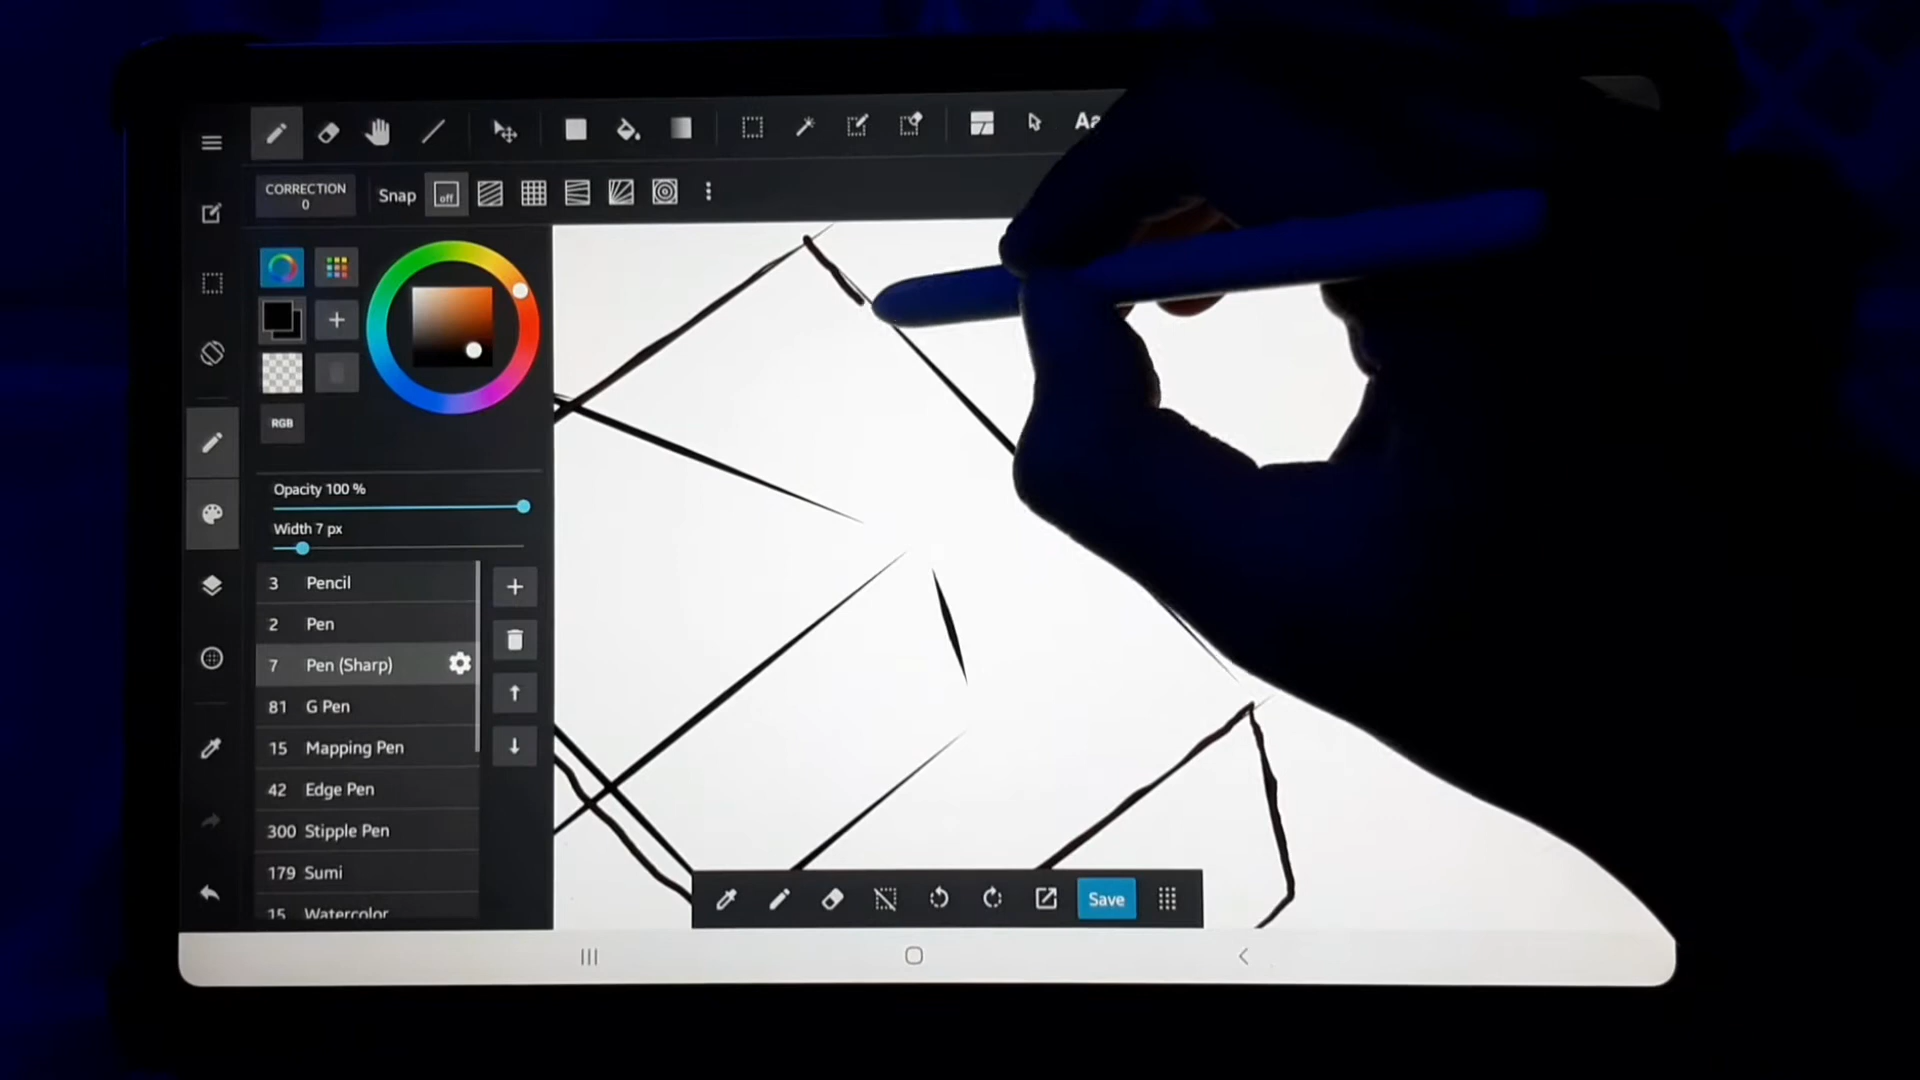 Aa
CORRECTION
0
Snap
off
RGB
Opacity 100 %
Width 7 px
3 Pencil
2 Pen
7 Pen (Sharp)
81 G Pen
15 Mapping Pen
42 Edge Pen
300 Stipple Pen
179 Sumi
15 Watercolor
Save